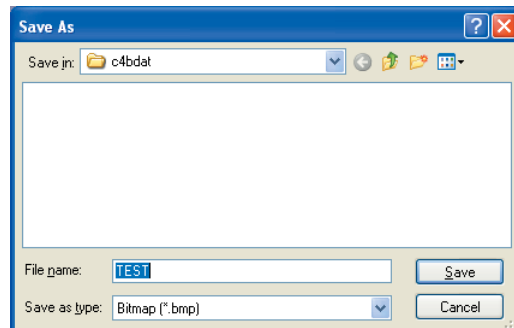 Save As
Save in: c4bdat
File name: TEST Save
Save as type: Bitmap (*.bmp) Cancel